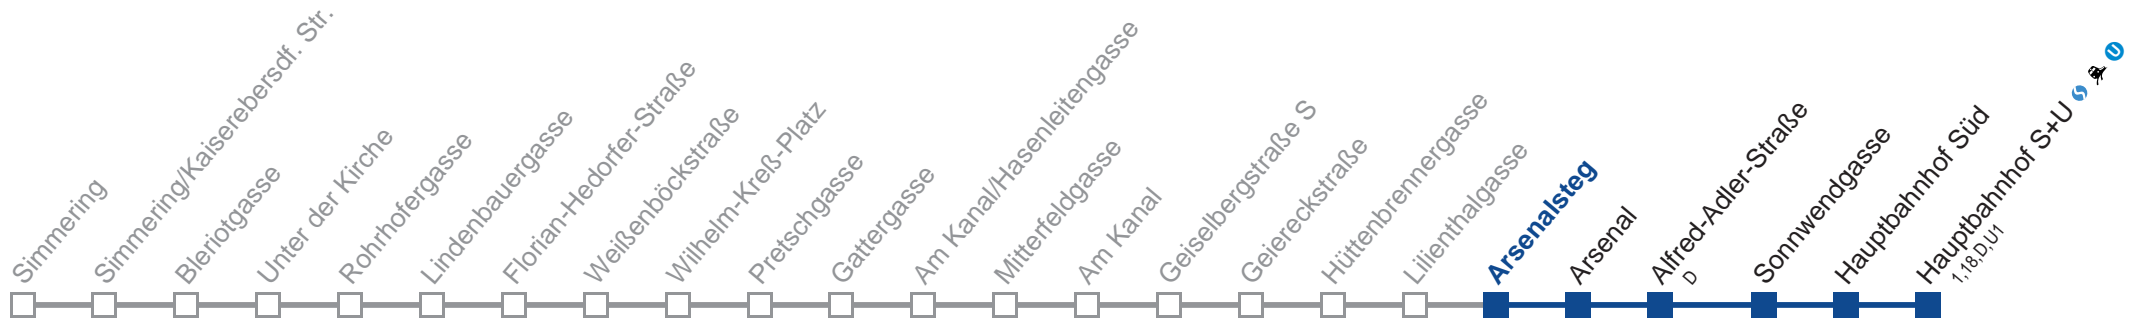 Simmering
Simmering/Kaiserebersdf. Str.
Bleriotgasse
Unter der Kirche
Rohrhofergasse
Lindenbauergasse
Florian-Hedorfer-Straße
Weißenböckstraße
Wilhelm-Kreß-Platz
Pretschgasse
Gattergasse
Am Kanal/Hasenleitengasse
Mitterfeldgasse
Am Kanal
Geiselbergstraße S
Geiereckstraße
Hüttenbrennergasse
Lilienthalgasse
Arsenalsteg
Arsenal
Alfred-Adler-Straße
D
Sonnwendgasse
Hauptbahnhof Süd
Hauptbahnhof S+U S U
1,18,D,U1